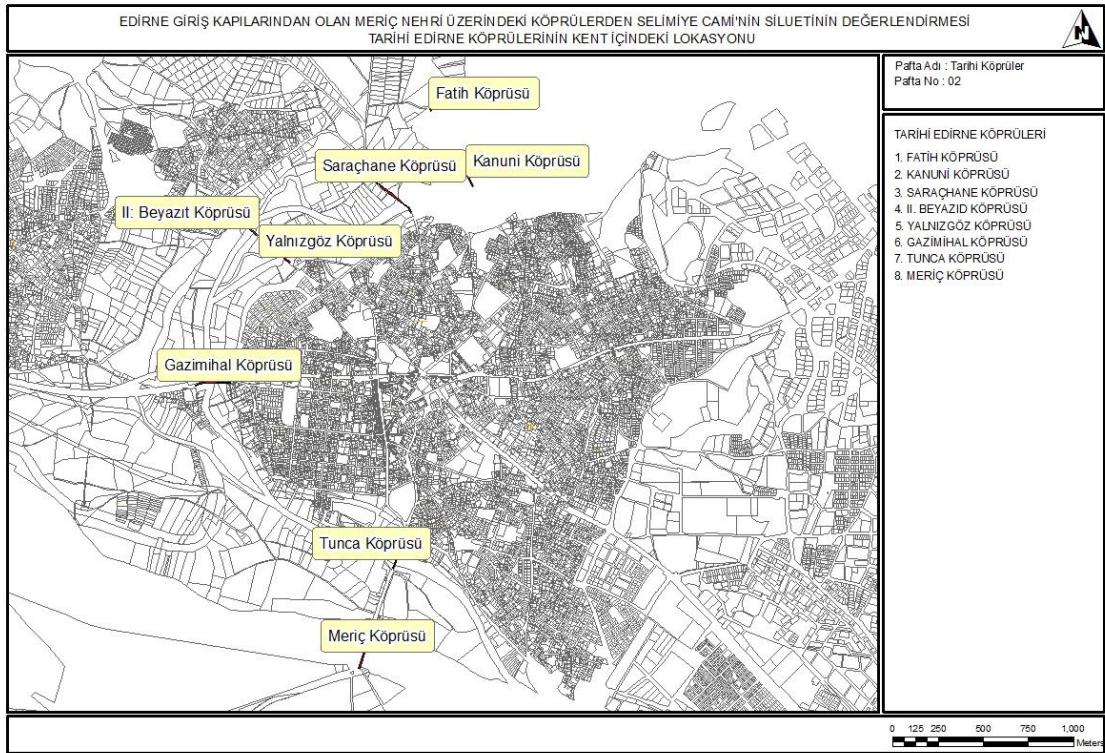 EDİRNE GİRİŞ KAPILARINDAN OLAN MERİÇ NEHRİ ÜZERİNDEKİ KÖPRÜLERDEN SELİMİYE CAMİ'NİN SİLUETİNİN DEĞERLENDİRMESİ
TARİHİ EDİRNE KÖPRÜLERİNİN KENT İÇİNDEKİ LOKASYONU
N
Pafta Adı : Tarihi Köprüler
Pafta No : 02
TARİHİ EDİRNE KÖPRÜLERİ
1. FATİH KÖPRÜSÜ
2. KANUNİ KÖPRÜSÜ
3. SARAÇHANE KÖPRÜSÜ
4. II. BEYAZID KÖPRÜSÜ
5. YALNIZGÖZ KÖPRÜSÜ
6. GAZİMİHAL KÖPRÜSÜ
7. TUNCA KÖPRÜSÜ
8. MERİÇ KÖPRÜSÜ
Fatih Köprüsü
Saraçhane Köprüsü
Kanuni Köprüsü
II: Beyazıt Köprüsü
Yalnızgöz Köprüsü
Gazimihal Köprüsü
Tunca Köprüsü
Meriç Köprüsü
0 125 250 500 750 1,000
Meters